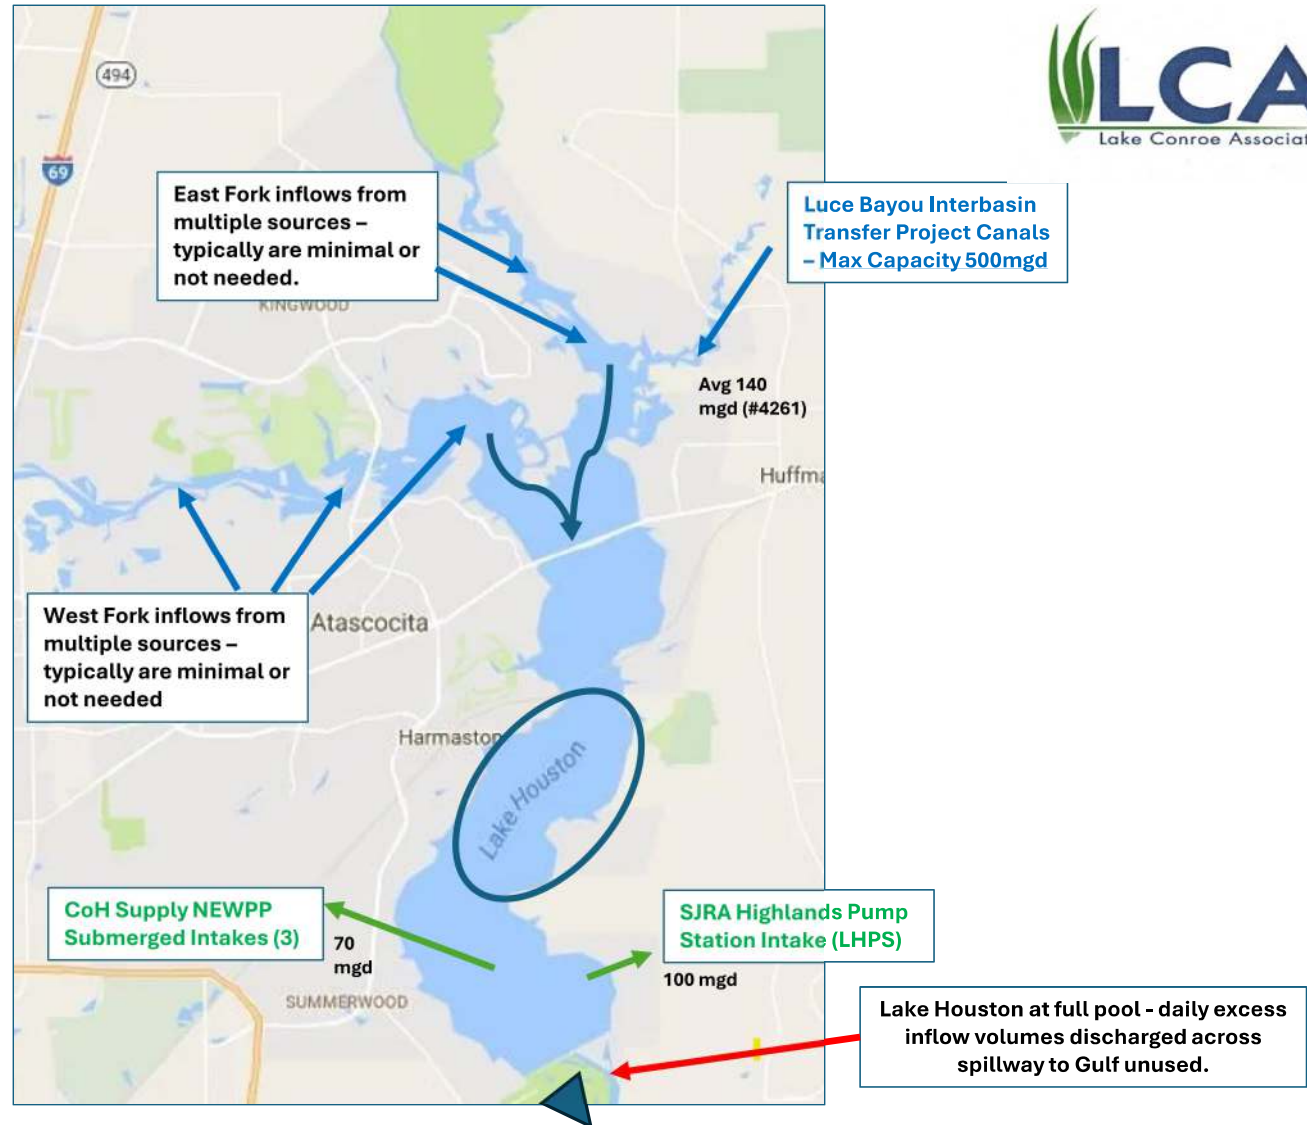 494
LCA
Lake Conroe Associat
69
East Fork inflows from
multiple sources –
typically are minimal or
not needed.
Luce Bayou Interbasin
Transfer Project Canals
– Max Capacity 500mgd
KINGWOOD
Avg 140
mgd (#4261)
Huffma
West Fork inflows from
multiple sources –
typically are minimal or
not needed
Atascocita
Harmaston
Lake Houston
CoH Supply NEWPP
Submerged Intakes (3)
70
mgd
SJRA Highlands Pump
Station Intake (LHPS)
100 mgd
SUMMERWOOD
Lake Houston at full pool - daily excess
inflow volumes discharged across
spillway to Gulf unused.